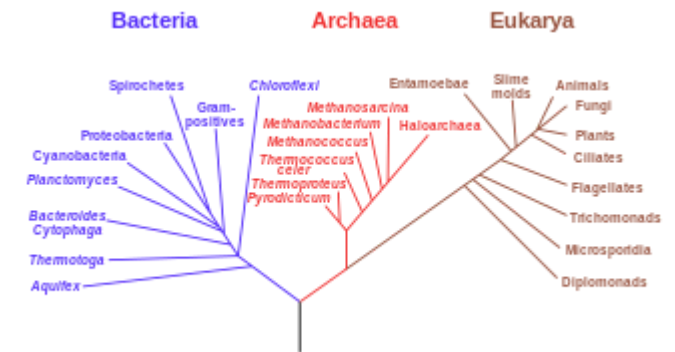 Bacteria
Archaea
Eukarya
Spirochetes
Chloroflexi
Entamoebae
Slime
molds
Animals
Gram-
positives
Methanosarcina
Fungi
Methanobacterium
Haloarchaea
Proteobacteria
Methanococcus
Plants
Cyanobacteria
Thermococcus
celer
Ciliates
Planctomyces
Thermoproteus
Flagellates
Pyrodicticum
Bacteroides
Cytophaga
Trichomonads
Thermotoga
Microsporidia
Aquifex
Diplomonads